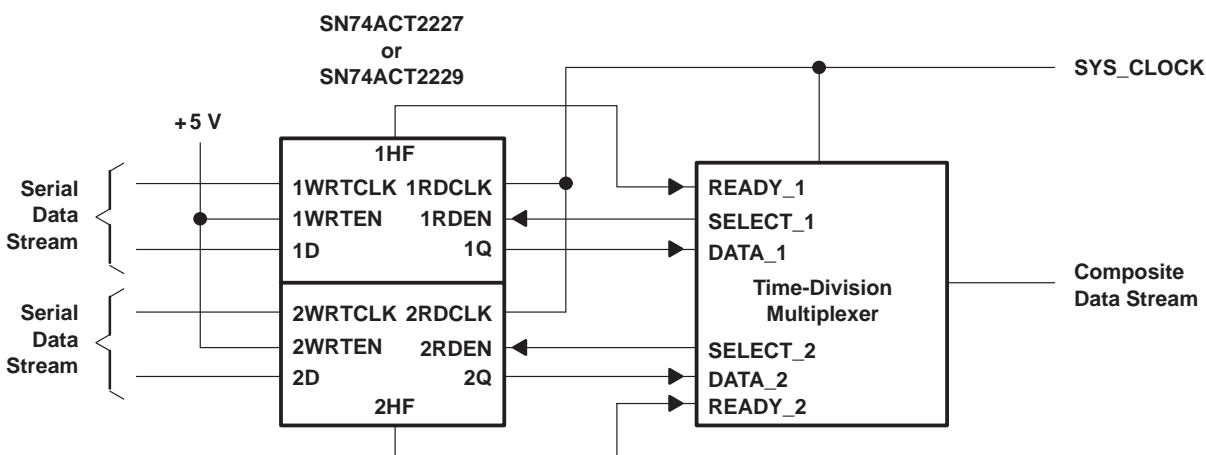 SN74ACT2227
or
SN74ACT2229
SYS_CLOCK
+5 V
1HF
Serial
Data
Stream
1WRTCLK 1RDCLK
1WRTEN 1RDEN
1D 1Q
READY_1
SELECT_1
DATA_1
Time-Division
Multiplexer
Composite
Data Stream
Serial
Data
Stream
2WRTCLK 2RDCLK
2WRTEN 2RDEN
2D 2Q
2HF
SELECT_2
DATA_2
READY_2